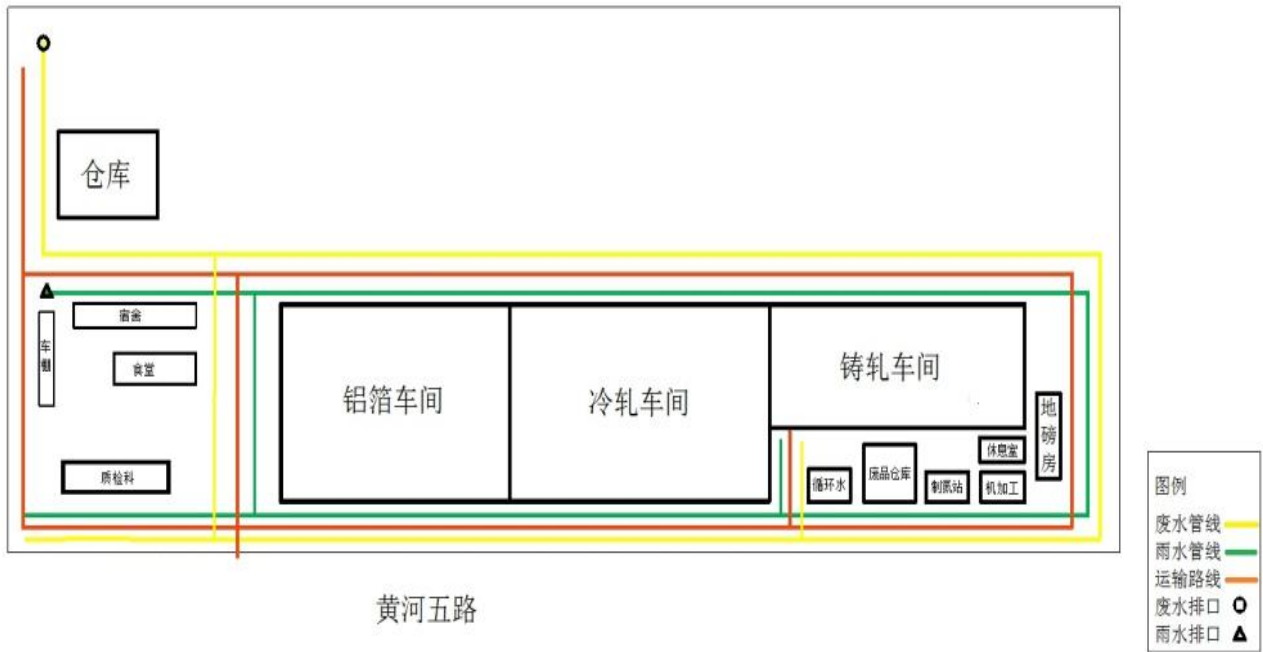 仓库
宿舍
车棚
食堂
质检科
铝箔车间
冷轧车间
铸轧车间
地磅房
休息室
循环水
废品仓库
制氮站
机加工
黄河五路
图例
废水管线
雨水管线
运输路线
废水排口
雨水排口